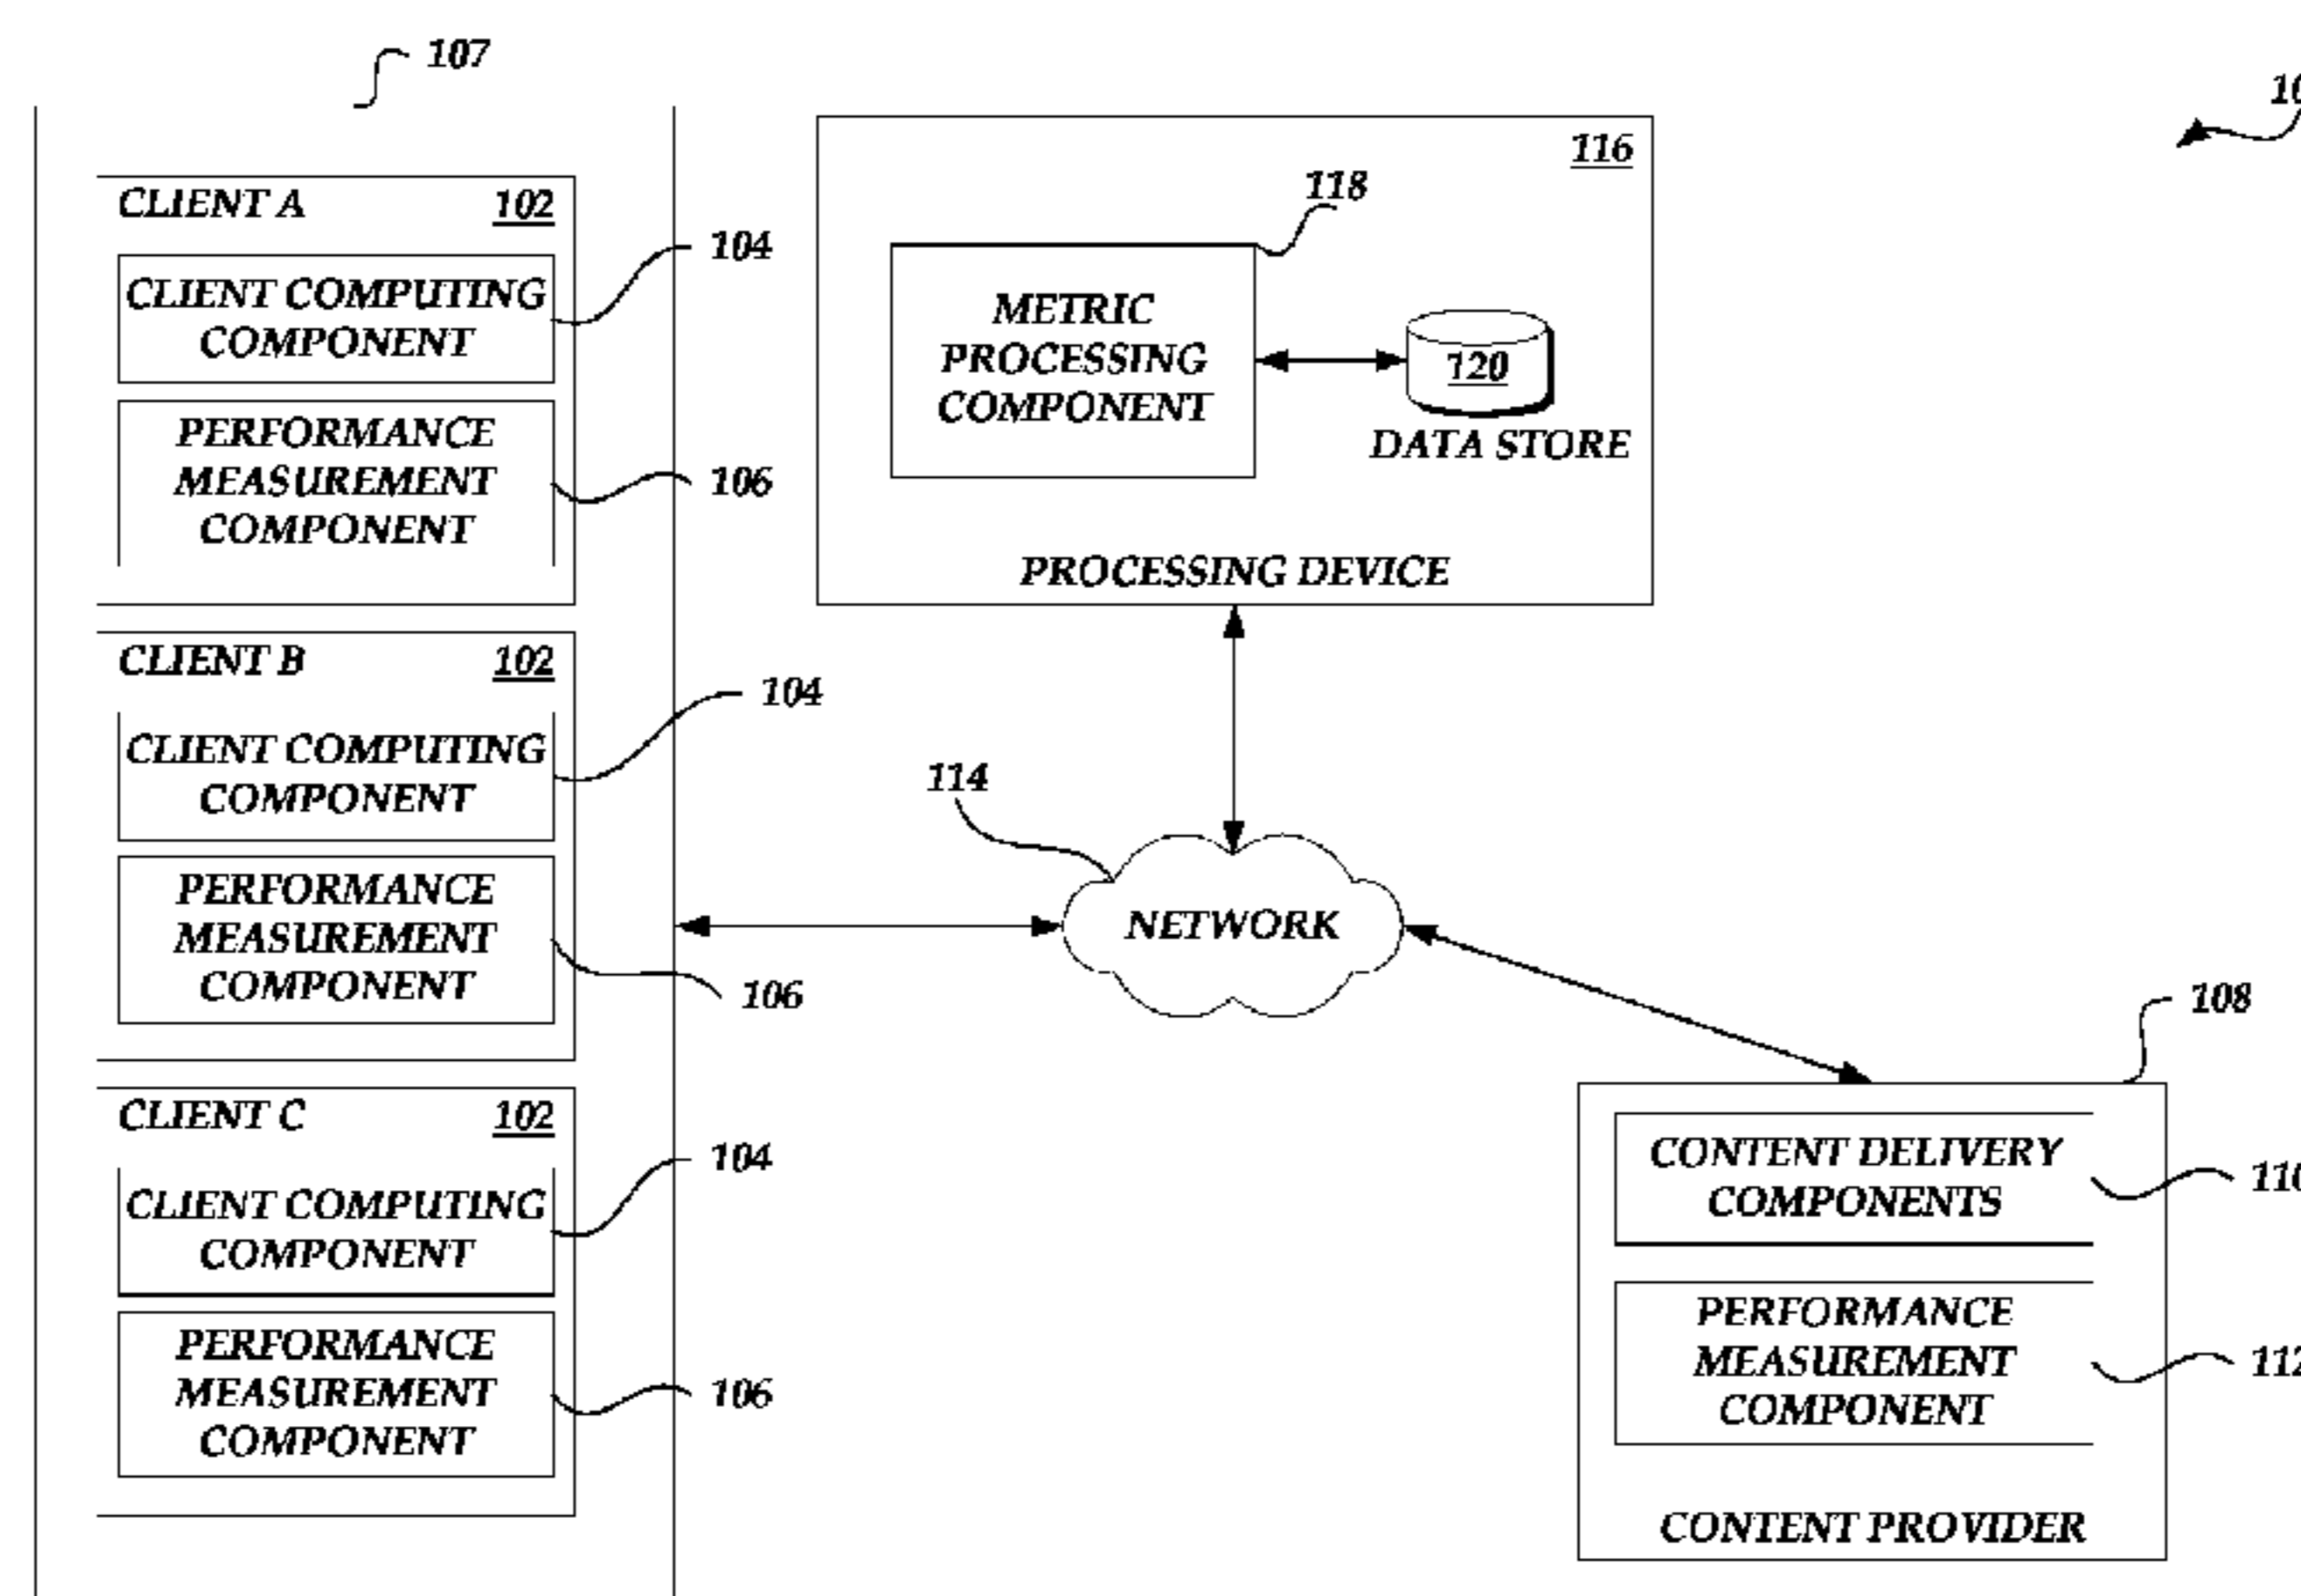 107
CLIENT A 102
CLIENT COMPUTING
COMPONENT
104
PERFORMANCE
MEASUREMENT
COMPONENT
106
CLIENT B 102
CLIENT COMPUTING
COMPONENT
104
PERFORMANCE
MEASUREMENT
COMPONENT
106
CLIENT C 102
CLIENT COMPUTING
COMPONENT
104
PERFORMANCE
MEASUREMENT
COMPONENT
106
116
118
METRIC
PROCESSING
COMPONENT
120
DATA STORE
PROCESSING DEVICE
114
NETWORK
108
CONTENT DELIVERY
COMPONENTS
110
PERFORMANCE
MEASUREMENT
COMPONENT
112
CONTENT PROVIDER